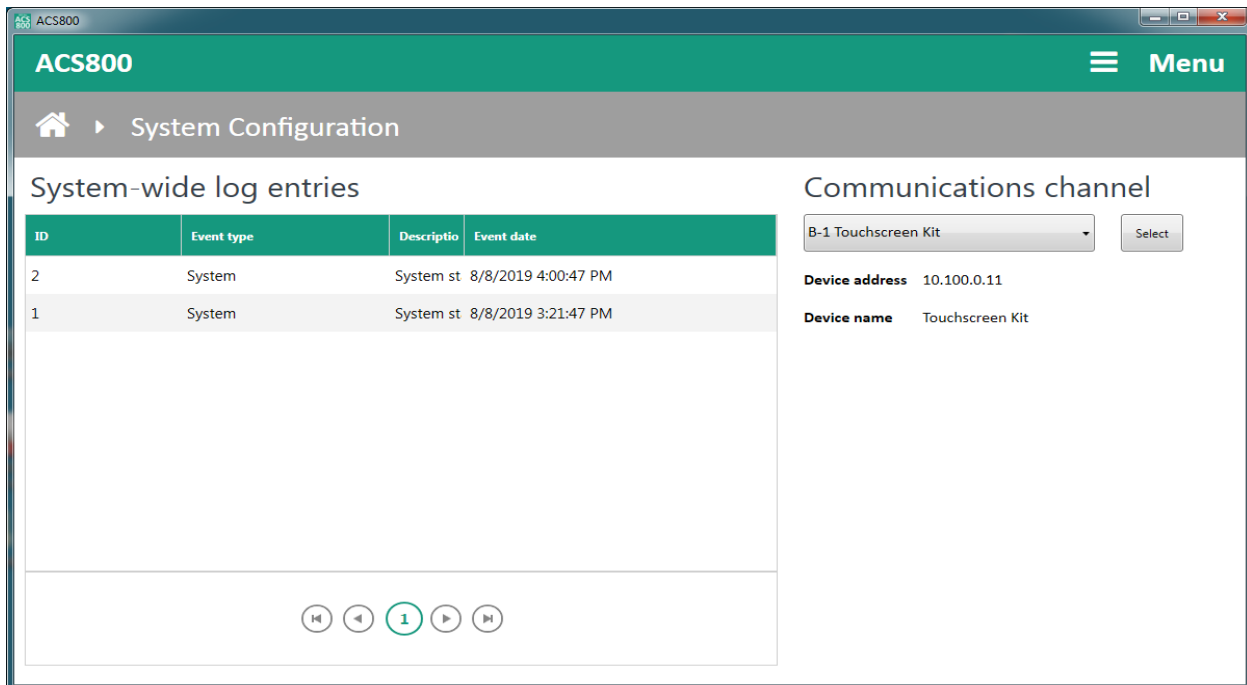 ACS 800 ACS800
ACS800 Menu
System Configuration
System-wide log entries
ID Event type Descriptio Event date
2 System System st 8/8/2019 4:00:47 PM
1 System System st 8/8/2019 3:21:47 PM
1
Communications channel
B-1 Touchscreen Kit Select
Device address 10.100.0.11
Device name Touchscreen Kit